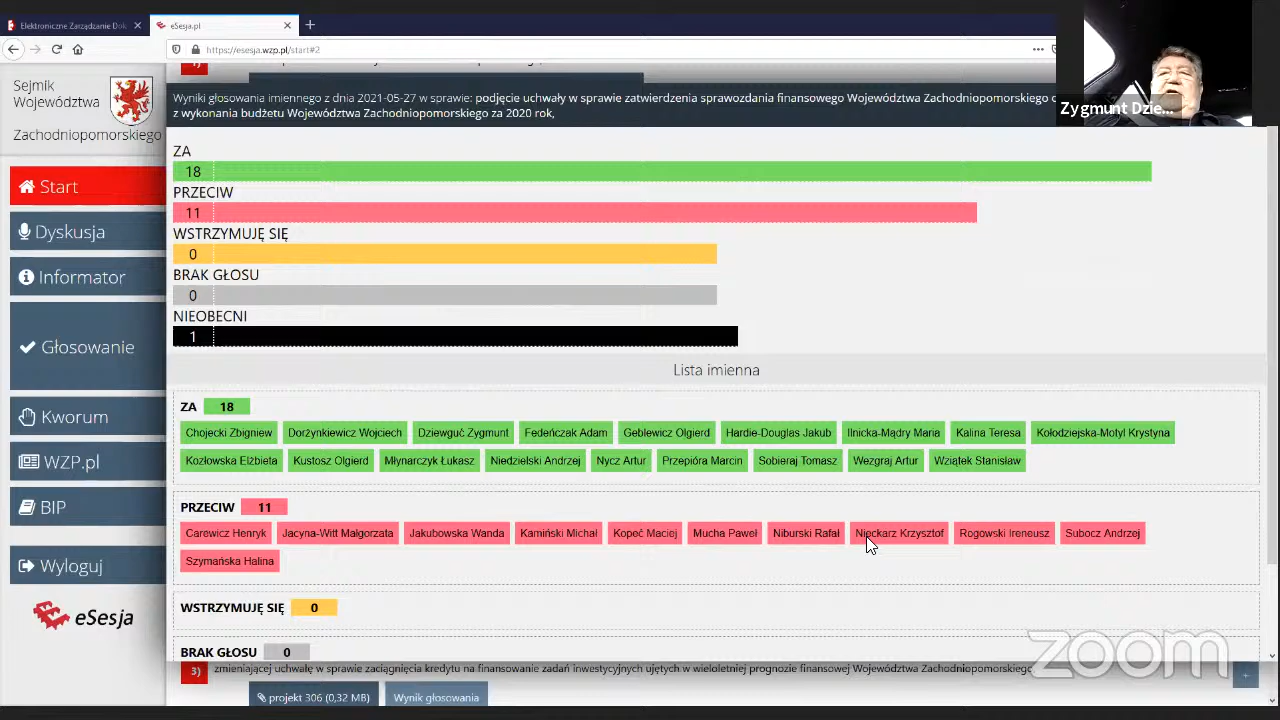 Elektroniczne Zarządzanie Dok
eSesja.pl
https://esesja.wzp.pl/start#2
Sejmik
Województwa
Zachodniopomorskiego
Start
Dyskusja
Informator
Głosowanie
Kworum
WZP.pl
BIP
Wyloguj
eSesja
Wyniki głosowania imiennego z dnia 2021-05-27 w sprawie: podjęcie uchwały w sprawie zatwierdzenia sprawozdania finansowego Województwa Zachodniopomorskiego
z wykonania budżetu Województwa Zachodniopomorskiego za 2020 rok,
Zygmunt Dzie...
ZA
18
PRZECIW
11
WSTRZYMUJĘ SIĘ
0
BRAK GŁOSU
0
NIEOBECNI
1
Lista imienna
ZA 18
Chojecki Zbigniew Dorżynkiewicz Wojciech Dziewguć Zygmunt Federńczak Adam Geblewicz Olgierd Hardie-Douglas Jakub Ilnicka-Mądry Maria Kalina Teresa Kołodziejska-Motyl Krystyna
Kozłowska Elżbieta Kustosz Olgierd Młynarczyk Łukasz Niedzielski Andrzej Nycz Artur Przepióra Marcin Sobieraj Tomasz Wezgraj Artur Wziątek Stanisław
PRZECIW 11
Carewicz Henryk Jacyna-Witt Małgorzata Jakubowska Wanda Kamiński Michał Kopeć Maciej Mucha Paweł Niburski Rafał Nieckarz Krzysztof Rogowski Ireneusz Subocz Andrzej
Szymańska Halina
WSTRZYMUJĘ SIĘ 0
BRAK GŁOSU 0
3) zmieniającej uchwałę w sprawie zaciągnięcia kredytu na finansowanie zadań inwestycyjnych ujętych w wieloletniej prognozie finansowej Województwa Zachodniopomorskiego
projekt 306 (0,32 MB) Wynik głosowania
zoom